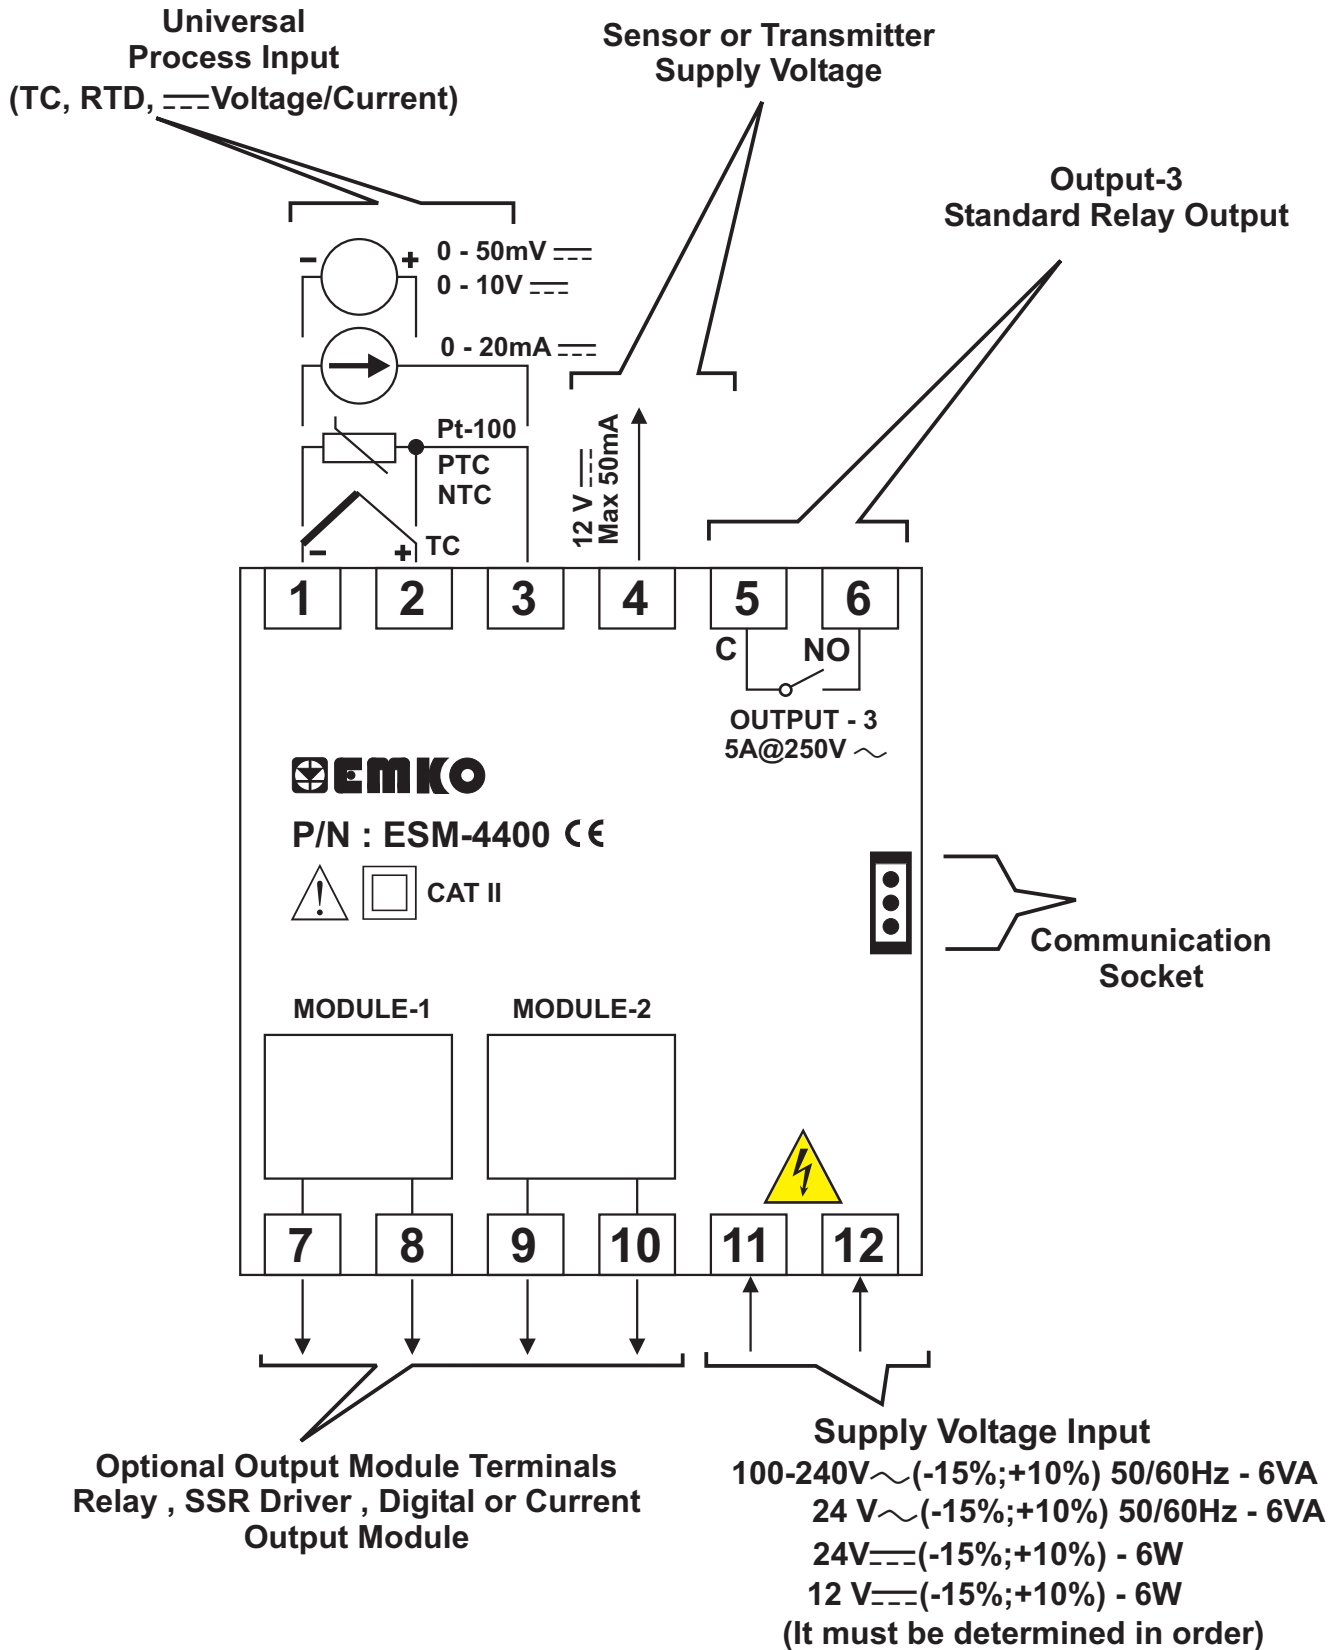 Universal
Process Input
(TC, RTD, ⎓Voltage/Current)
Sensor or Transmitter
Supply Voltage
Output-3
Standard Relay Output
- + 0 - 50mV ⎓
0 - 10V ⎓
0 - 20mA ⎓
Pt-100
PTC
NTC
- + TC
12 V ⎓
Max 50mA
1 2 3 4 5 6
C NO
OUTPUT - 3
5A@250V ~
EMKO
P/N : ESM-4400 CE
! CAT II
Communication
Socket
MODULE-1 MODULE-2
7 8 9 10 11 12
Optional Output Module Terminals
Relay , SSR Driver , Digital or Current
Output Module
Supply Voltage Input
100-240V~(-15%;+10%) 50/60Hz - 6VA
24 V~(-15%;+10%) 50/60Hz - 6VA
24V⎓(-15%;+10%) - 6W
12 V⎓(-15%;+10%) - 6W
(It must be determined in order)